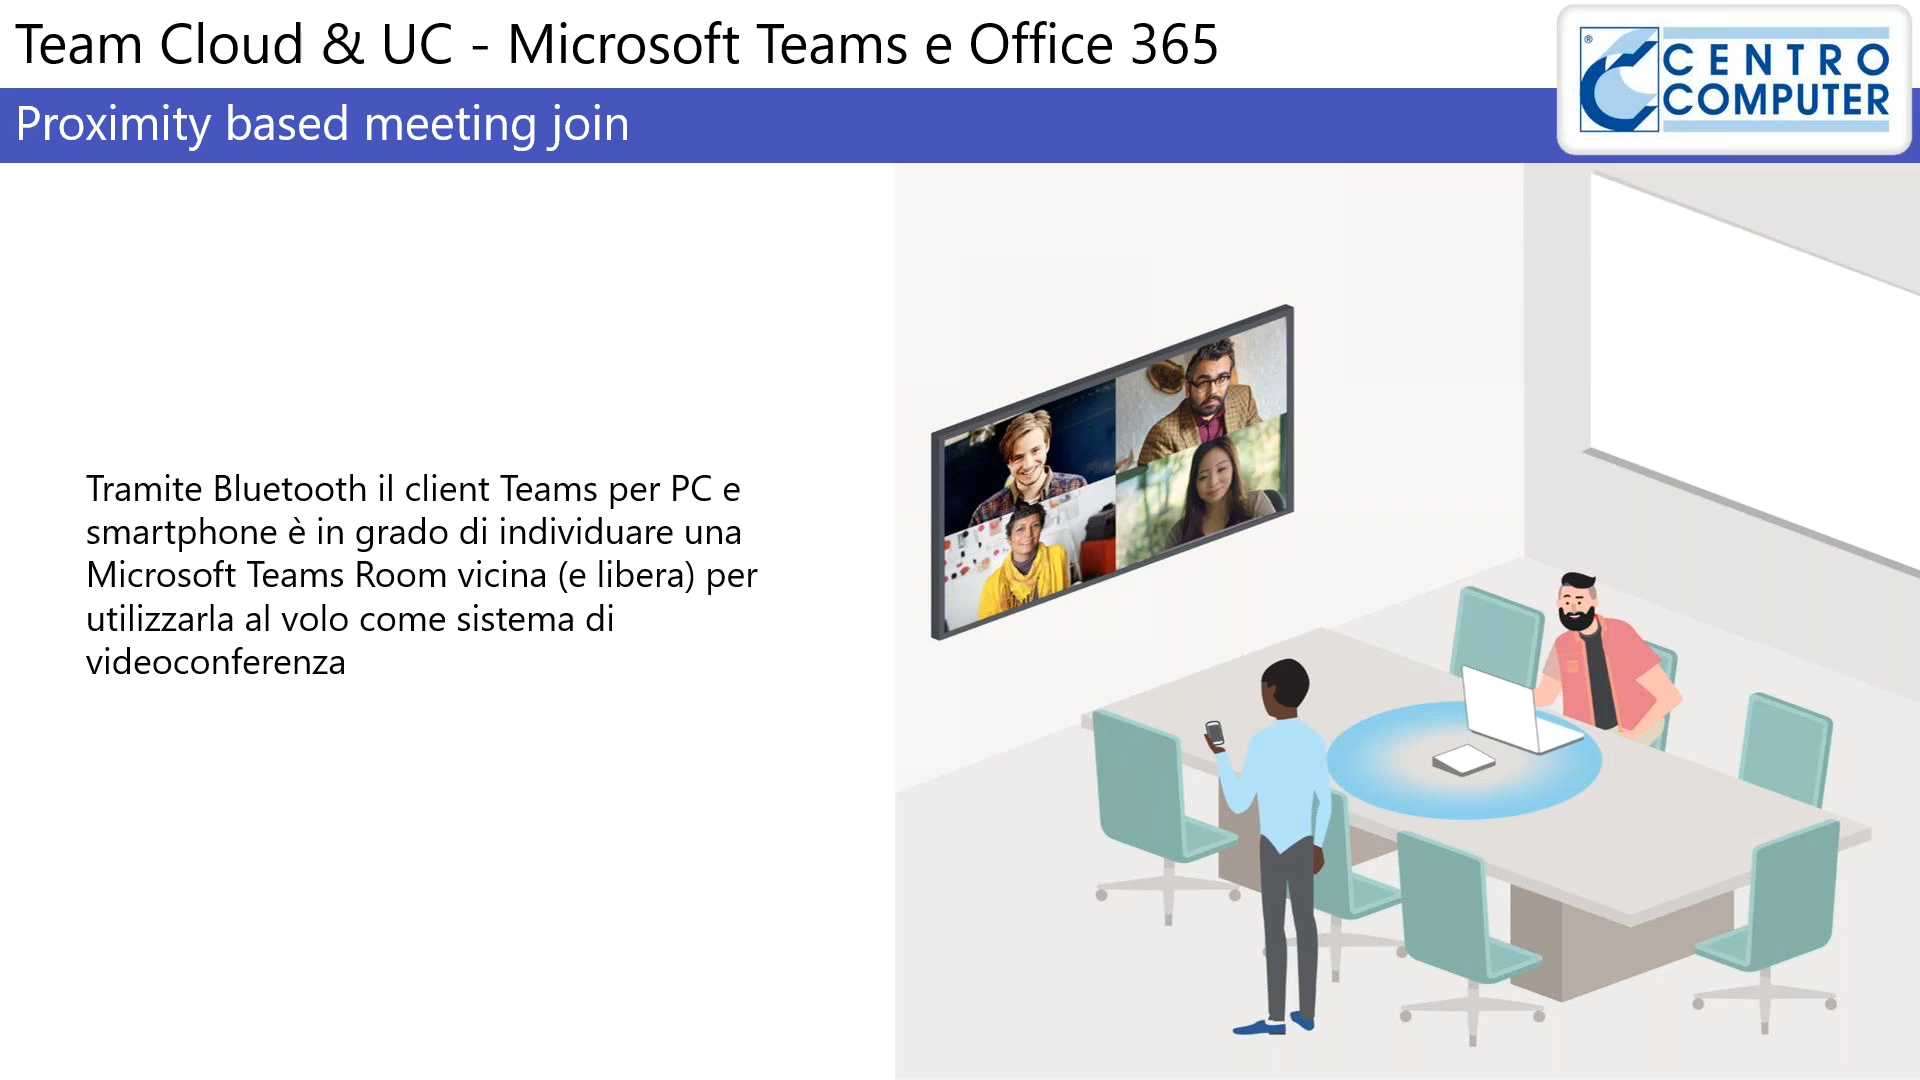 Team Cloud & UC - Microsoft Teams e Office 365
Proximity based meeting join
®
CENTRO
COMPUTER
Tramite Bluetooth il client Teams per PC e
smartphone è in grado di individuare una
Microsoft Teams Room vicina (e libera) per
utilizzarla al volo come sistema di
videoconferenza